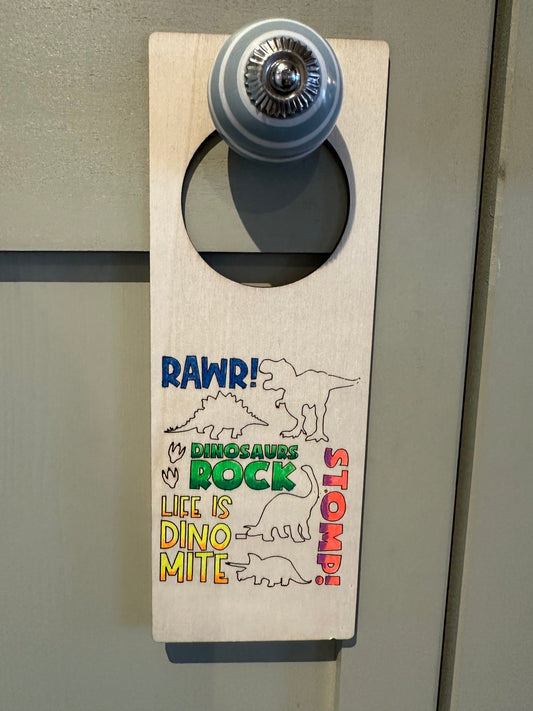 RAWR!
DINOSAURS
ROCK
STOMP!
LIFE IS
DINO
MITE